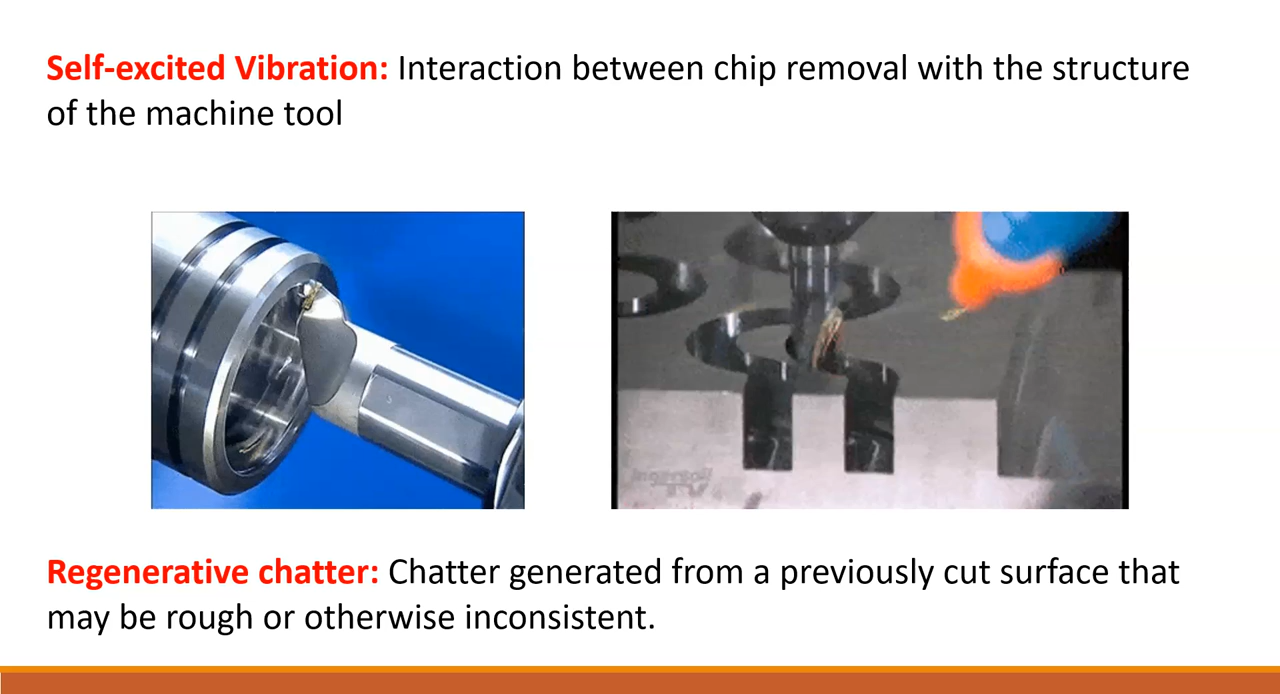 Self-excited Vibration: Interaction between chip removal with the structure
of the machine tool
Regenerative chatter: Chatter generated from a previously cut surface that
may be rough or otherwise inconsistent.